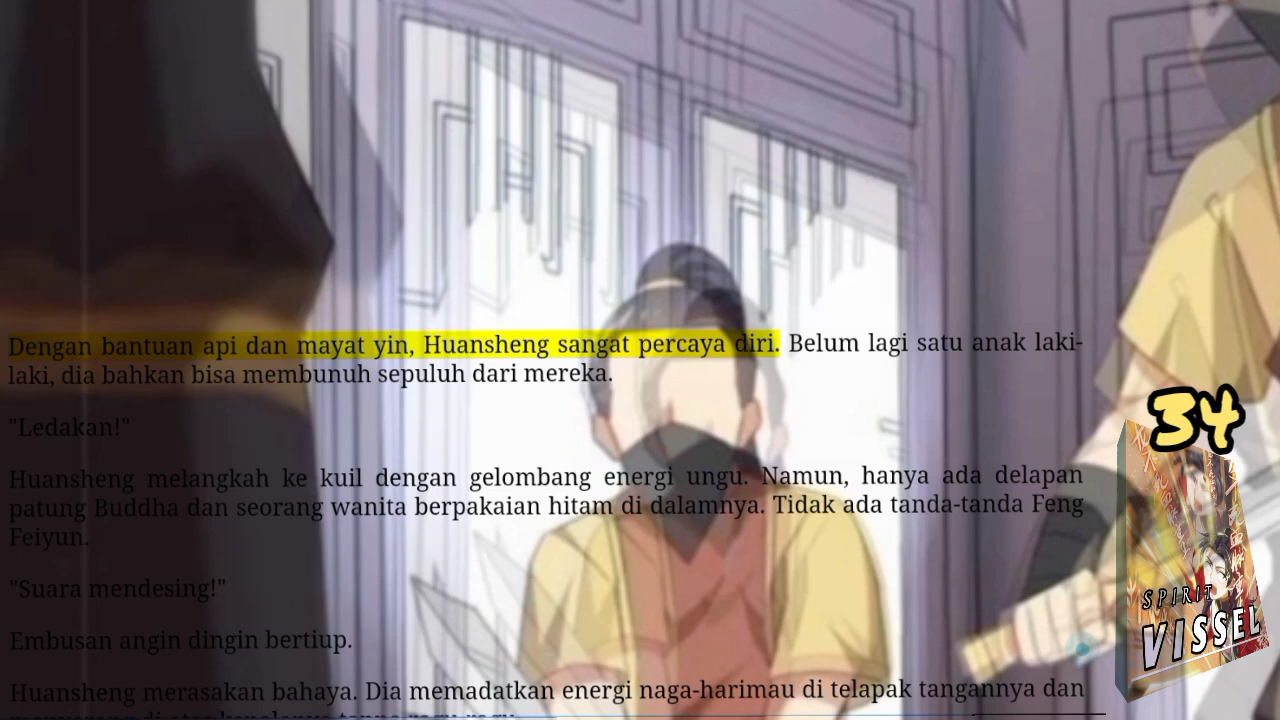 Dengan bantuan api dan mayat yin, Huansheng sangat percaya diri. Belum lagi satu anak laki-
laki, dia bahkan bisa membunuh sepuluh dari mereka.
"Ledakan!"
Huansheng melangkah ke kuil dengan gelombang energi ungu. Namun, hanya ada delapan
patung Buddha dan seorang wanita berpakaian hitam di dalamnya. Tidak ada tanda-tanda Feng
Feiyun.
"Suara mendesing!"
Embusan angin dingin bertiup.
Huansheng merasakan bahaya. Dia memadatkan energi naga-harimau di telapak tangannya dan
34
SPIRIT
VISSEL